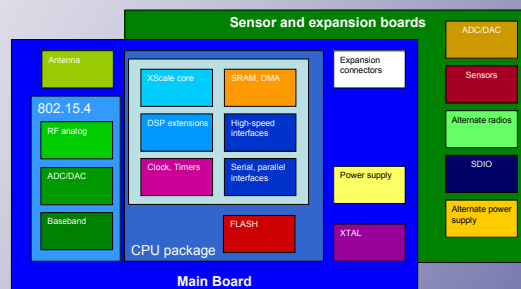 Sensor and expansion boards
Antenna
802.15.4
RF analog
ADC/DAC
Baseband
XScale core
SRAM, DMA
DSP extensions
High-speed
interfaces
Clock, Timers
Serial, parallel
interfaces
FLASH
CPU package
Expansion
connectors
Power supply
XTAL
Main Board
ADC/DAC
Sensors
Alternate radios
SDIO
Alternate power
supply